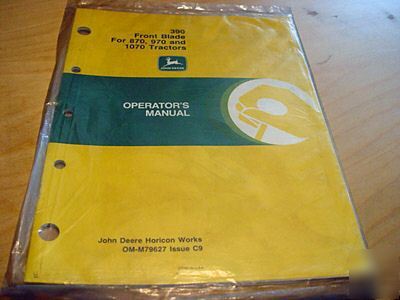 390
Front Blade
For 870, 970 and
1070 Tractors
JOHN DEERE
OPERATOR'S
MANUAL
John Deere Horicon Works
OM-M79627 Issue C9